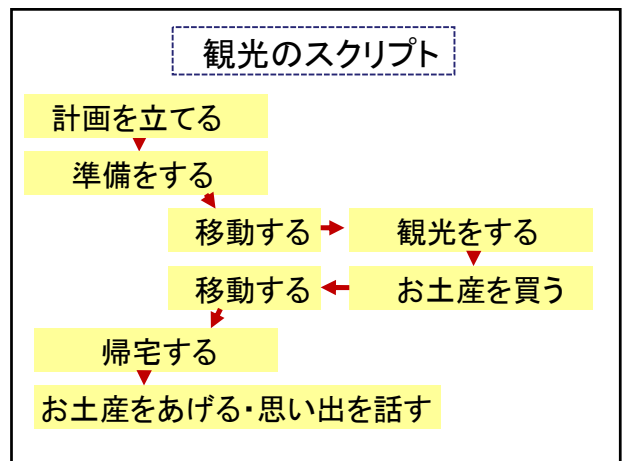 観光のスクリプト
計画を立てる
準備をする
移動する
観光をする
お土産を買う
移動する
帰宅する
お土産をあげる・思い出を話す